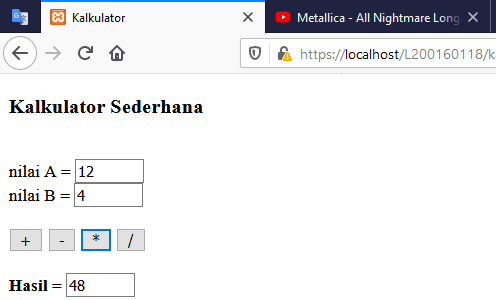 Kalkulator
Metallica - All Nightmare Long
https://localhost/L200160118/k
Kalkulator Sederhana
nilai A = 12
nilai B = 4
+ - * /
Hasil = 48